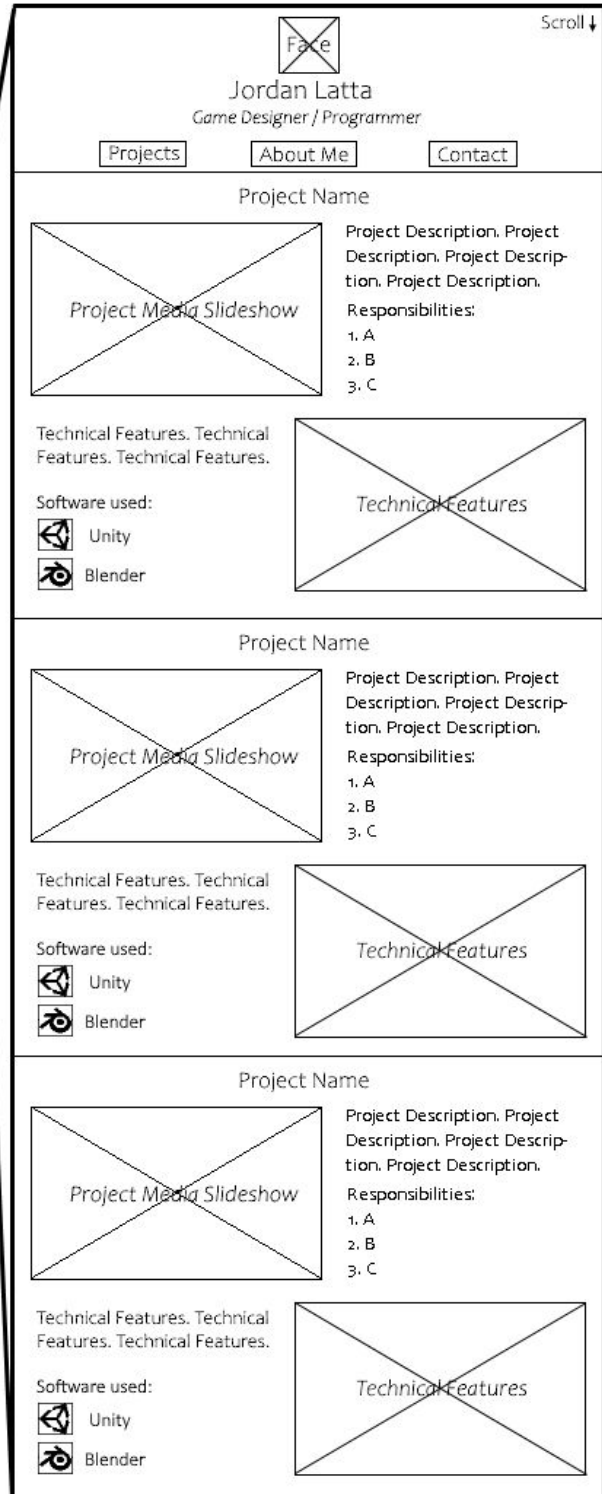 Scroll↓
Face
Jordan Latta
Game Designer / Programmer
Projects
About Me
Contact
Project Name
Project Media Slideshow
Project Description. Project
Description. Project Descrip-
tion. Project Description.
Responsibilities:
1. A
2. B
3. C
Technical Features. Technical
Features. Technical Features.
Software used:
Unity
Blender
Technical Features
Project Name
Project Media Slideshow
Project Description. Project
Description. Project Descrip-
tion. Project Description.
Responsibilities:
1. A
2. B
3. C
Technical Features. Technical
Features. Technical Features.
Software used:
Unity
Blender
Technical Features
Project Name
Project Media Slideshow
Project Description. Project
Description. Project Descrip-
tion. Project Description.
Responsibilities:
1. A
2. B
3. C
Technical Features. Technical
Features. Technical Features.
Software used:
Unity
Blender
Technical Features